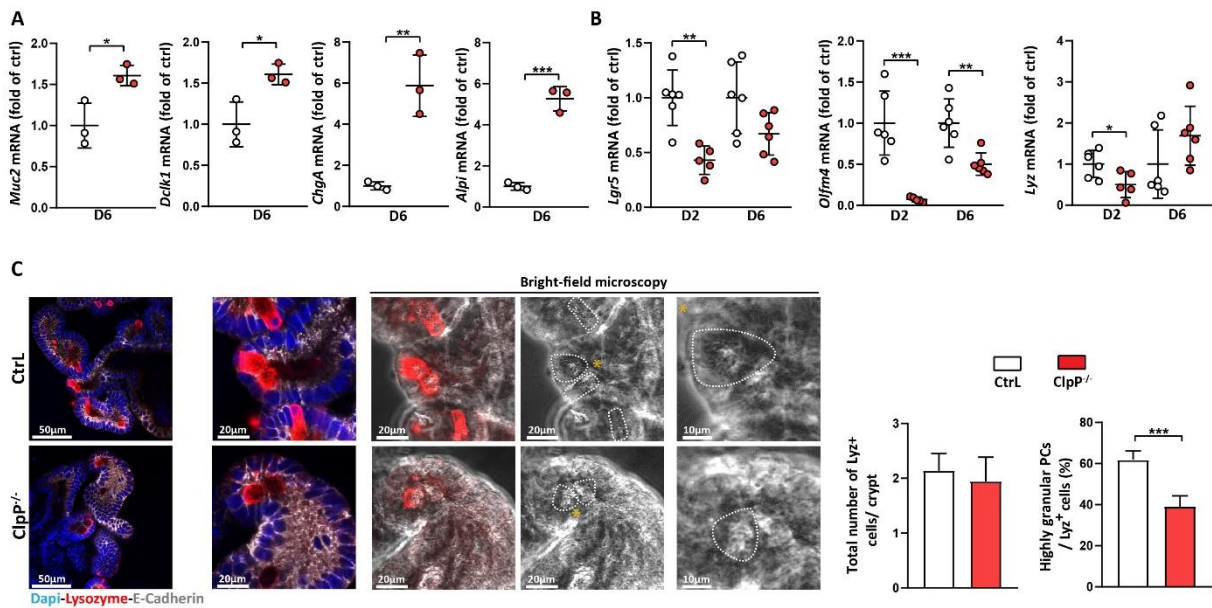 A
Muc2 mRNA (fold of ctrl)
2.0
1.5
1.0
0.5
0.0
*
D6
Dclk1 mRNA (fold of ctrl)
2.0
1.5
1.0
0.5
0.0
*
D6
ChgA mRNA (fold of ctrl)
8
6
4
2
0
**
D6
Alpi mRNA (fold of ctrl)
8
6
4
2
0
***
D6
B
Lgr5 mRNA (fold of ctrl)
1.5
1.0
0.5
0.0
**
D2
D6
Olfm4 mRNA (fold of ctrl)
2.0
1.5
1.0
0.5
0.0
***
**
D2
D6
Lyz mRNA (fold of ctrl)
4
3
2
1
0
*
D2
D6
C
Bright-field microscopy
CtrL
50µm
20µm
20µm
*
20µm
*
10µm
ClpP-/-
50µm
20µm
20µm
*
20µm
10µm
Dapi-Lysozyme-E-Cadherin
CtrL
ClpP-/-
Total number of Lyz+
cells/ crypt
3
2
1
0
Highly granular PCs
/ Lyz+ cells (%)
80
60
40
20
0
***